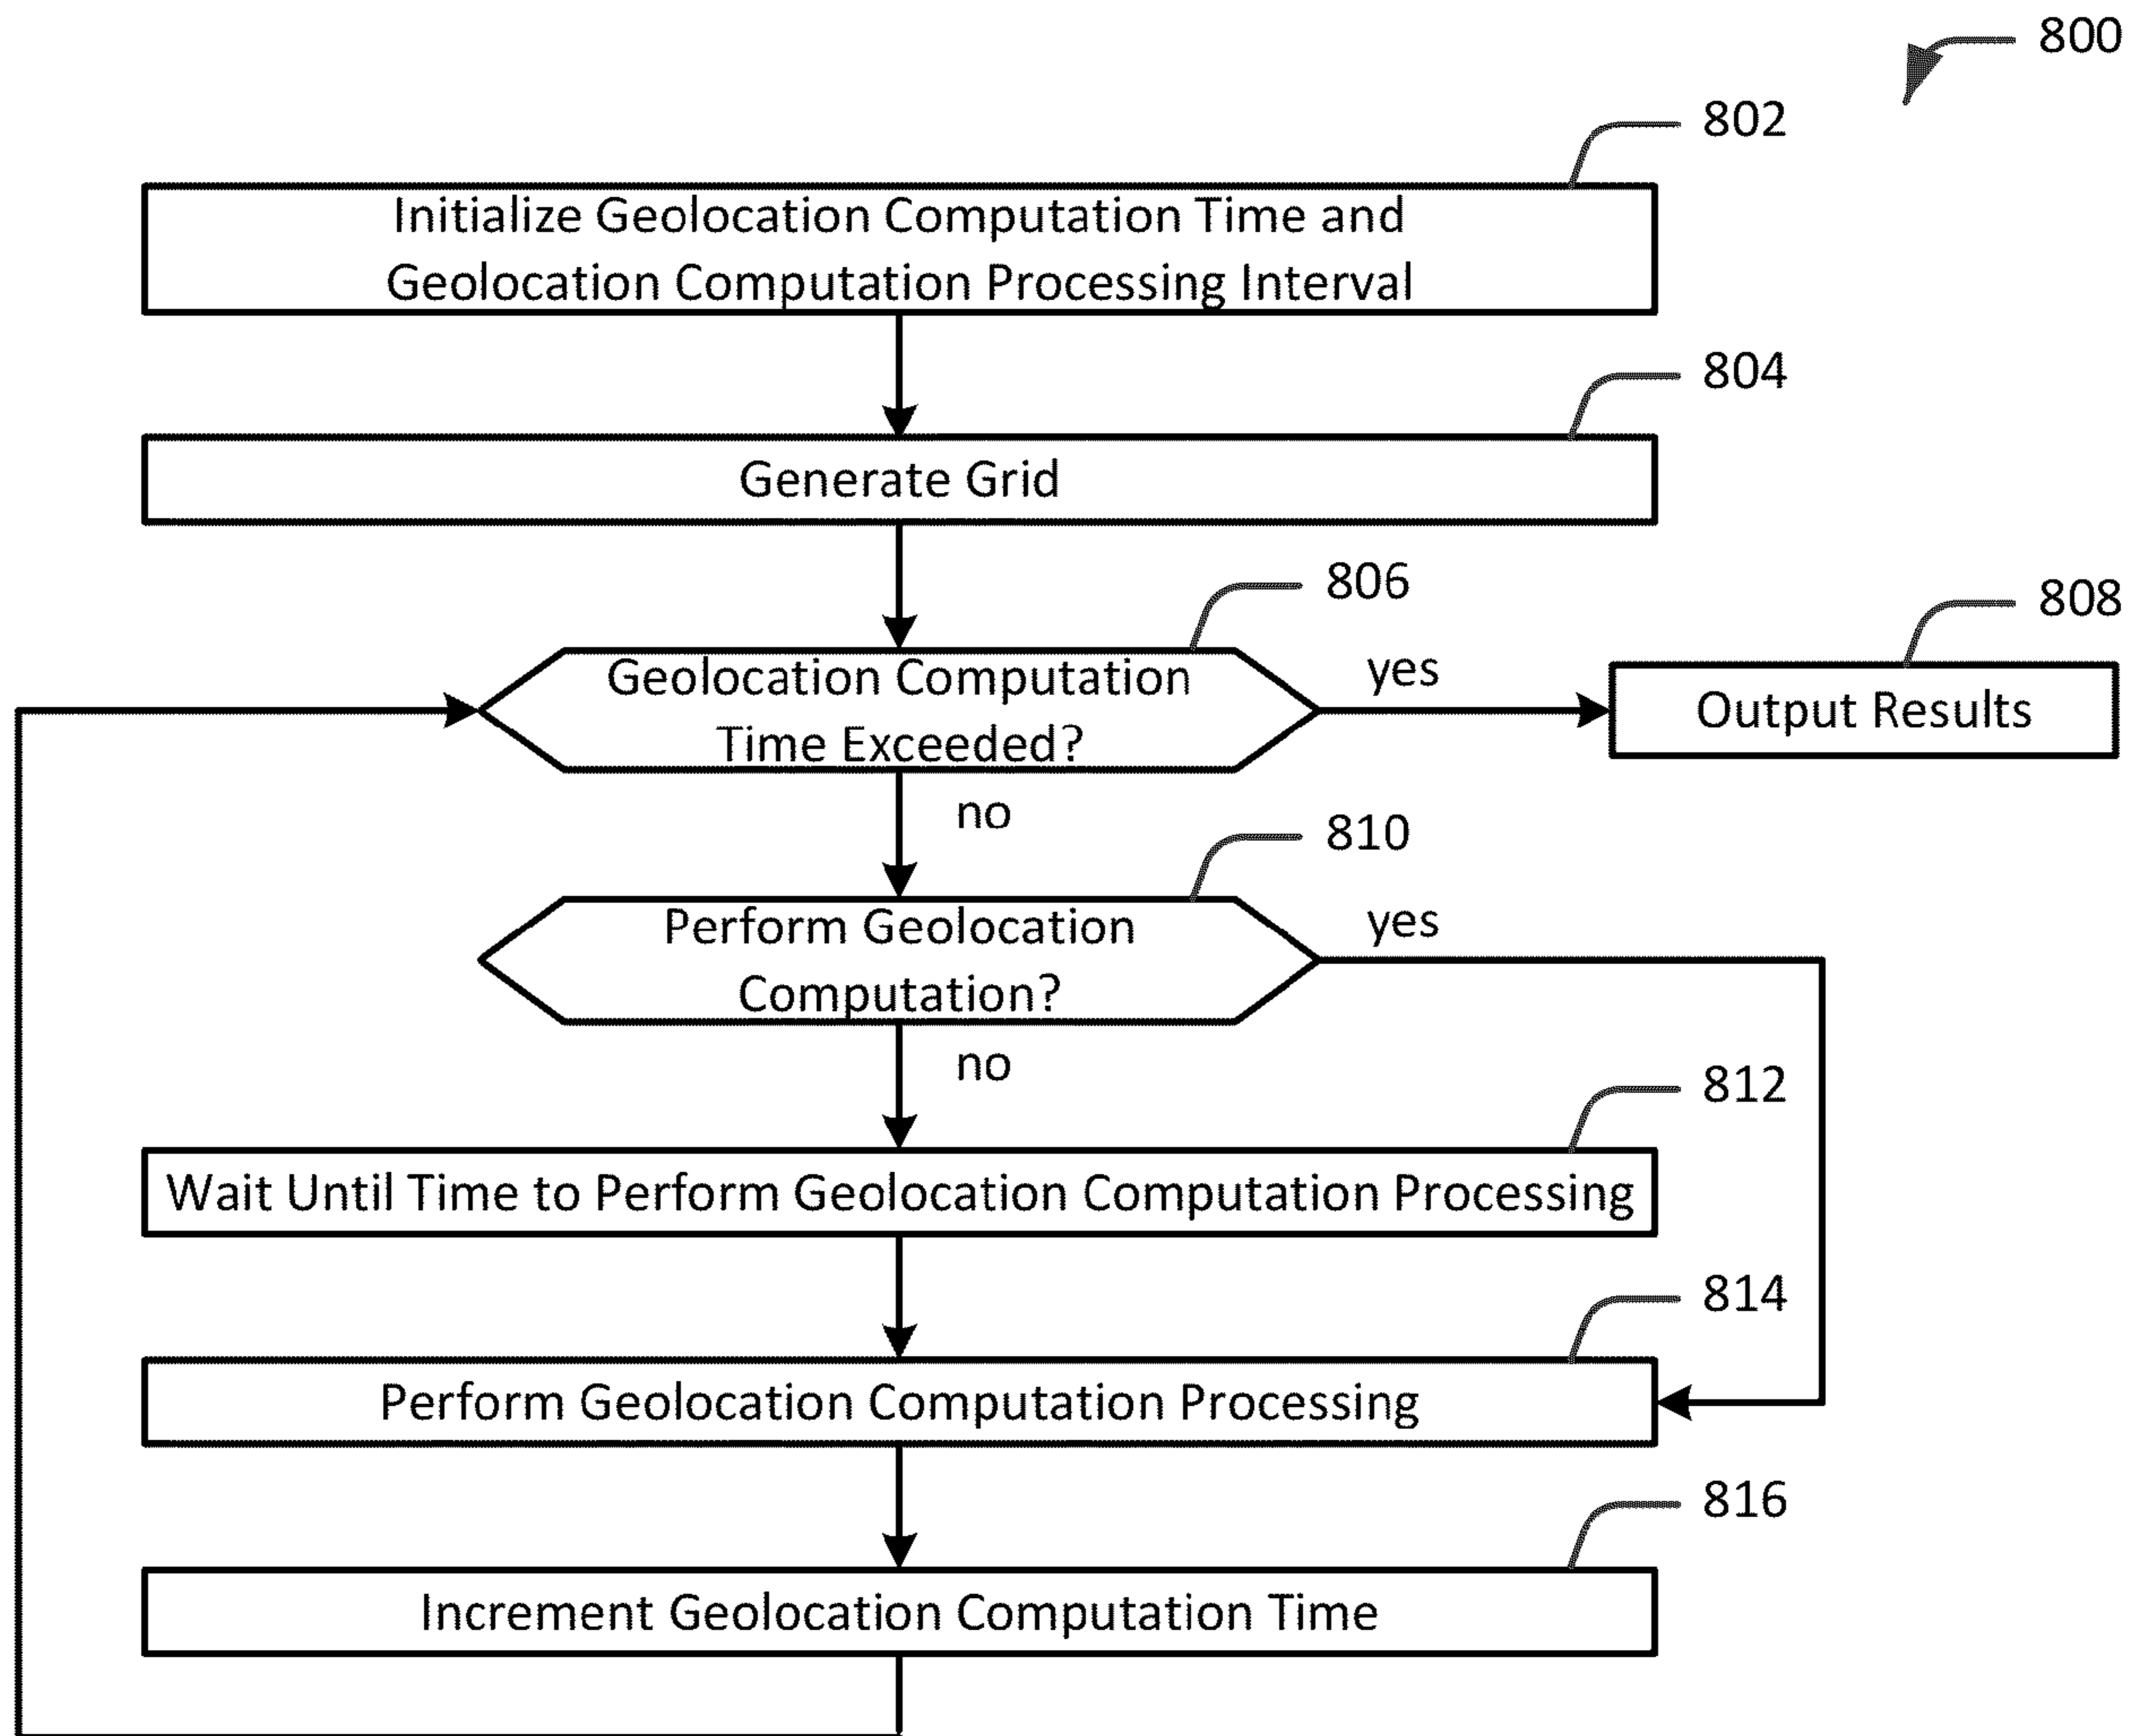 800
802
Initialize Geolocation Computation Time and
Geolocation Computation Processing Interval
804
Generate Grid
806
808
Geolocation Computation
Time Exceeded?
yes
Output Results
no
810
Perform Geolocation
Computation?
yes
no
812
Wait Until Time to Perform Geolocation Computation Processing
814
Perform Geolocation Computation Processing
816
Increment Geolocation Computation Time